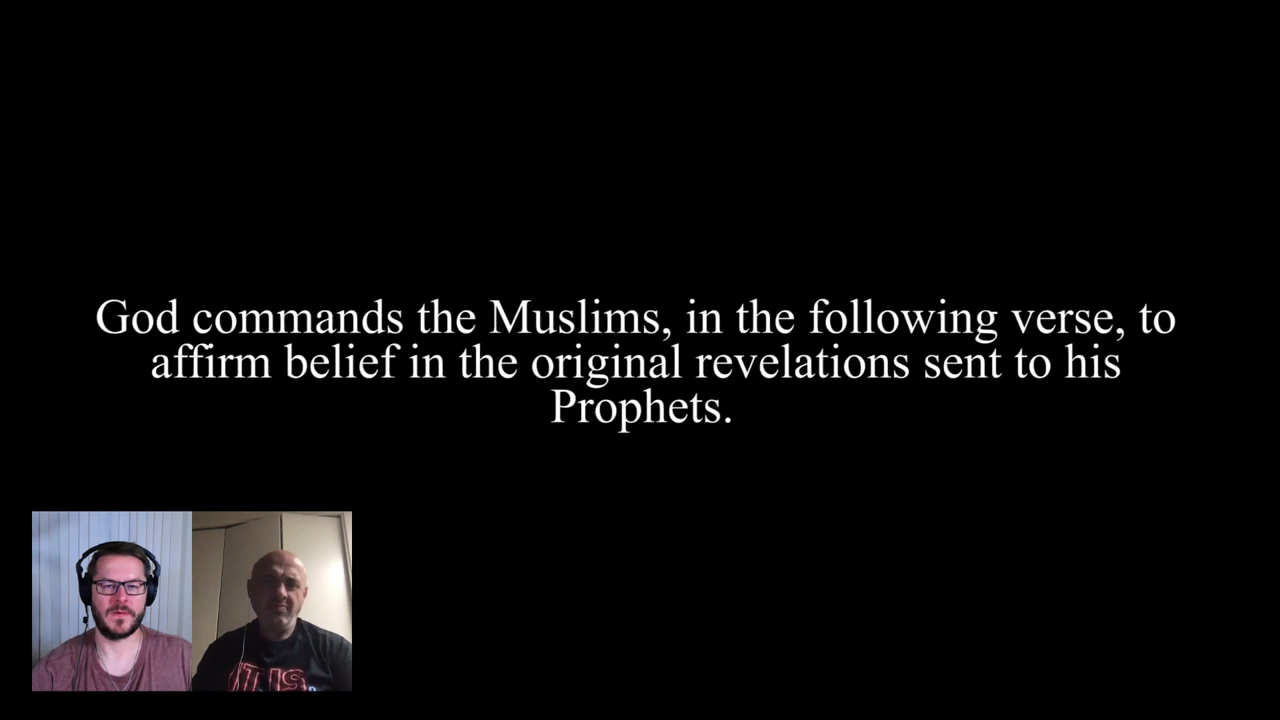 God commands the Muslims, in the following verse, to
affirm belief in the original revelations sent to his
Prophets.